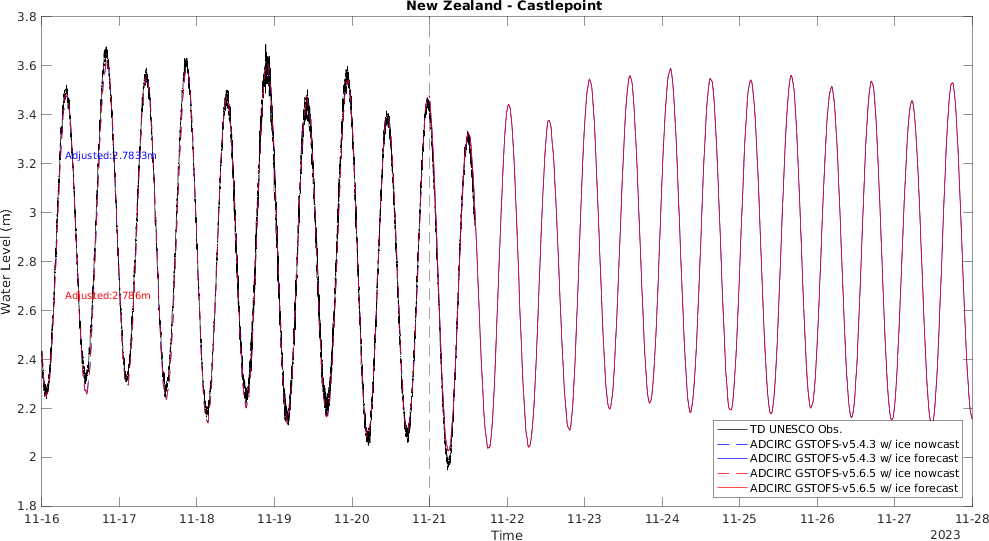 New Zealand - Castlepoint
3.8
3.6
3.4
3.2
3
2.8
2.6
2.4
2.2
2
1.8
Water Level (m)
Adjusted:2.7833m
Adjusted:2.786m
TD UNESCO Obs.
ADCIRC GSTOFS-v5.4.3 w/ ice nowcast
ADCIRC GSTOFS-v5.4.3 w/ ice forecast
ADCIRC GSTOFS-v5.6.5 w/ ice nowcast
ADCIRC GSTOFS-v5.6.5 w/ ice forecast
11-16 11-17 11-18 11-19 11-20 11-21 11-22 11-23 11-24 11-25 11-26 11-27 11-28
Time
2023